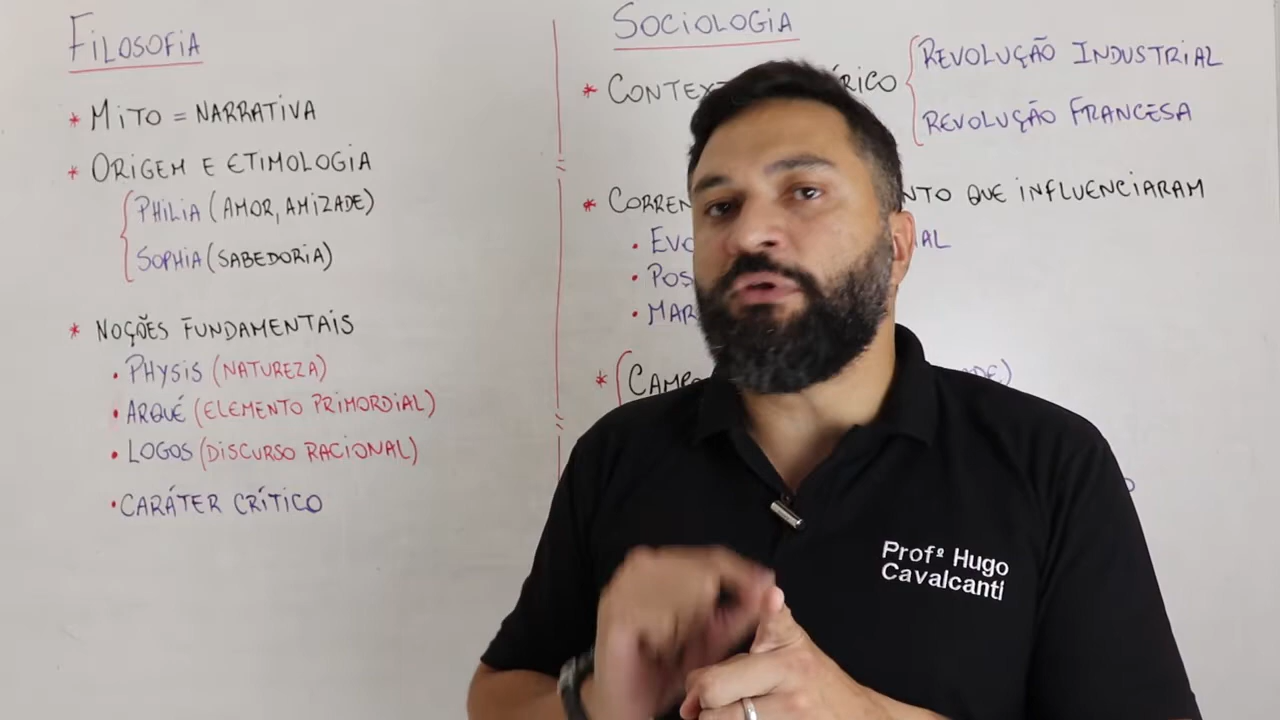 FILOSOFIA
* MITO = NARRATIVA
* ORIGEM E ETIMOLOGIA
PHILIA (AMOR, AMIZADE)
SOPHIA (SABEDORIA)
* NOÇÕES FUNDAMENTAIS
• PHYSIS (NATUREZA)
• ARQUÉ (ELEMENTO PRIMORDIAL)
• LOGOS (DISCURSO RACIONAL)
• CARÁTER CRÍTICO
SOCIOLOGIA
REVOLUÇÃO INDUSTRIAL
REVOLUÇÃO FRANCESA
QUE INFLUENCIARAM
Profº Hugo
Cavalcanti